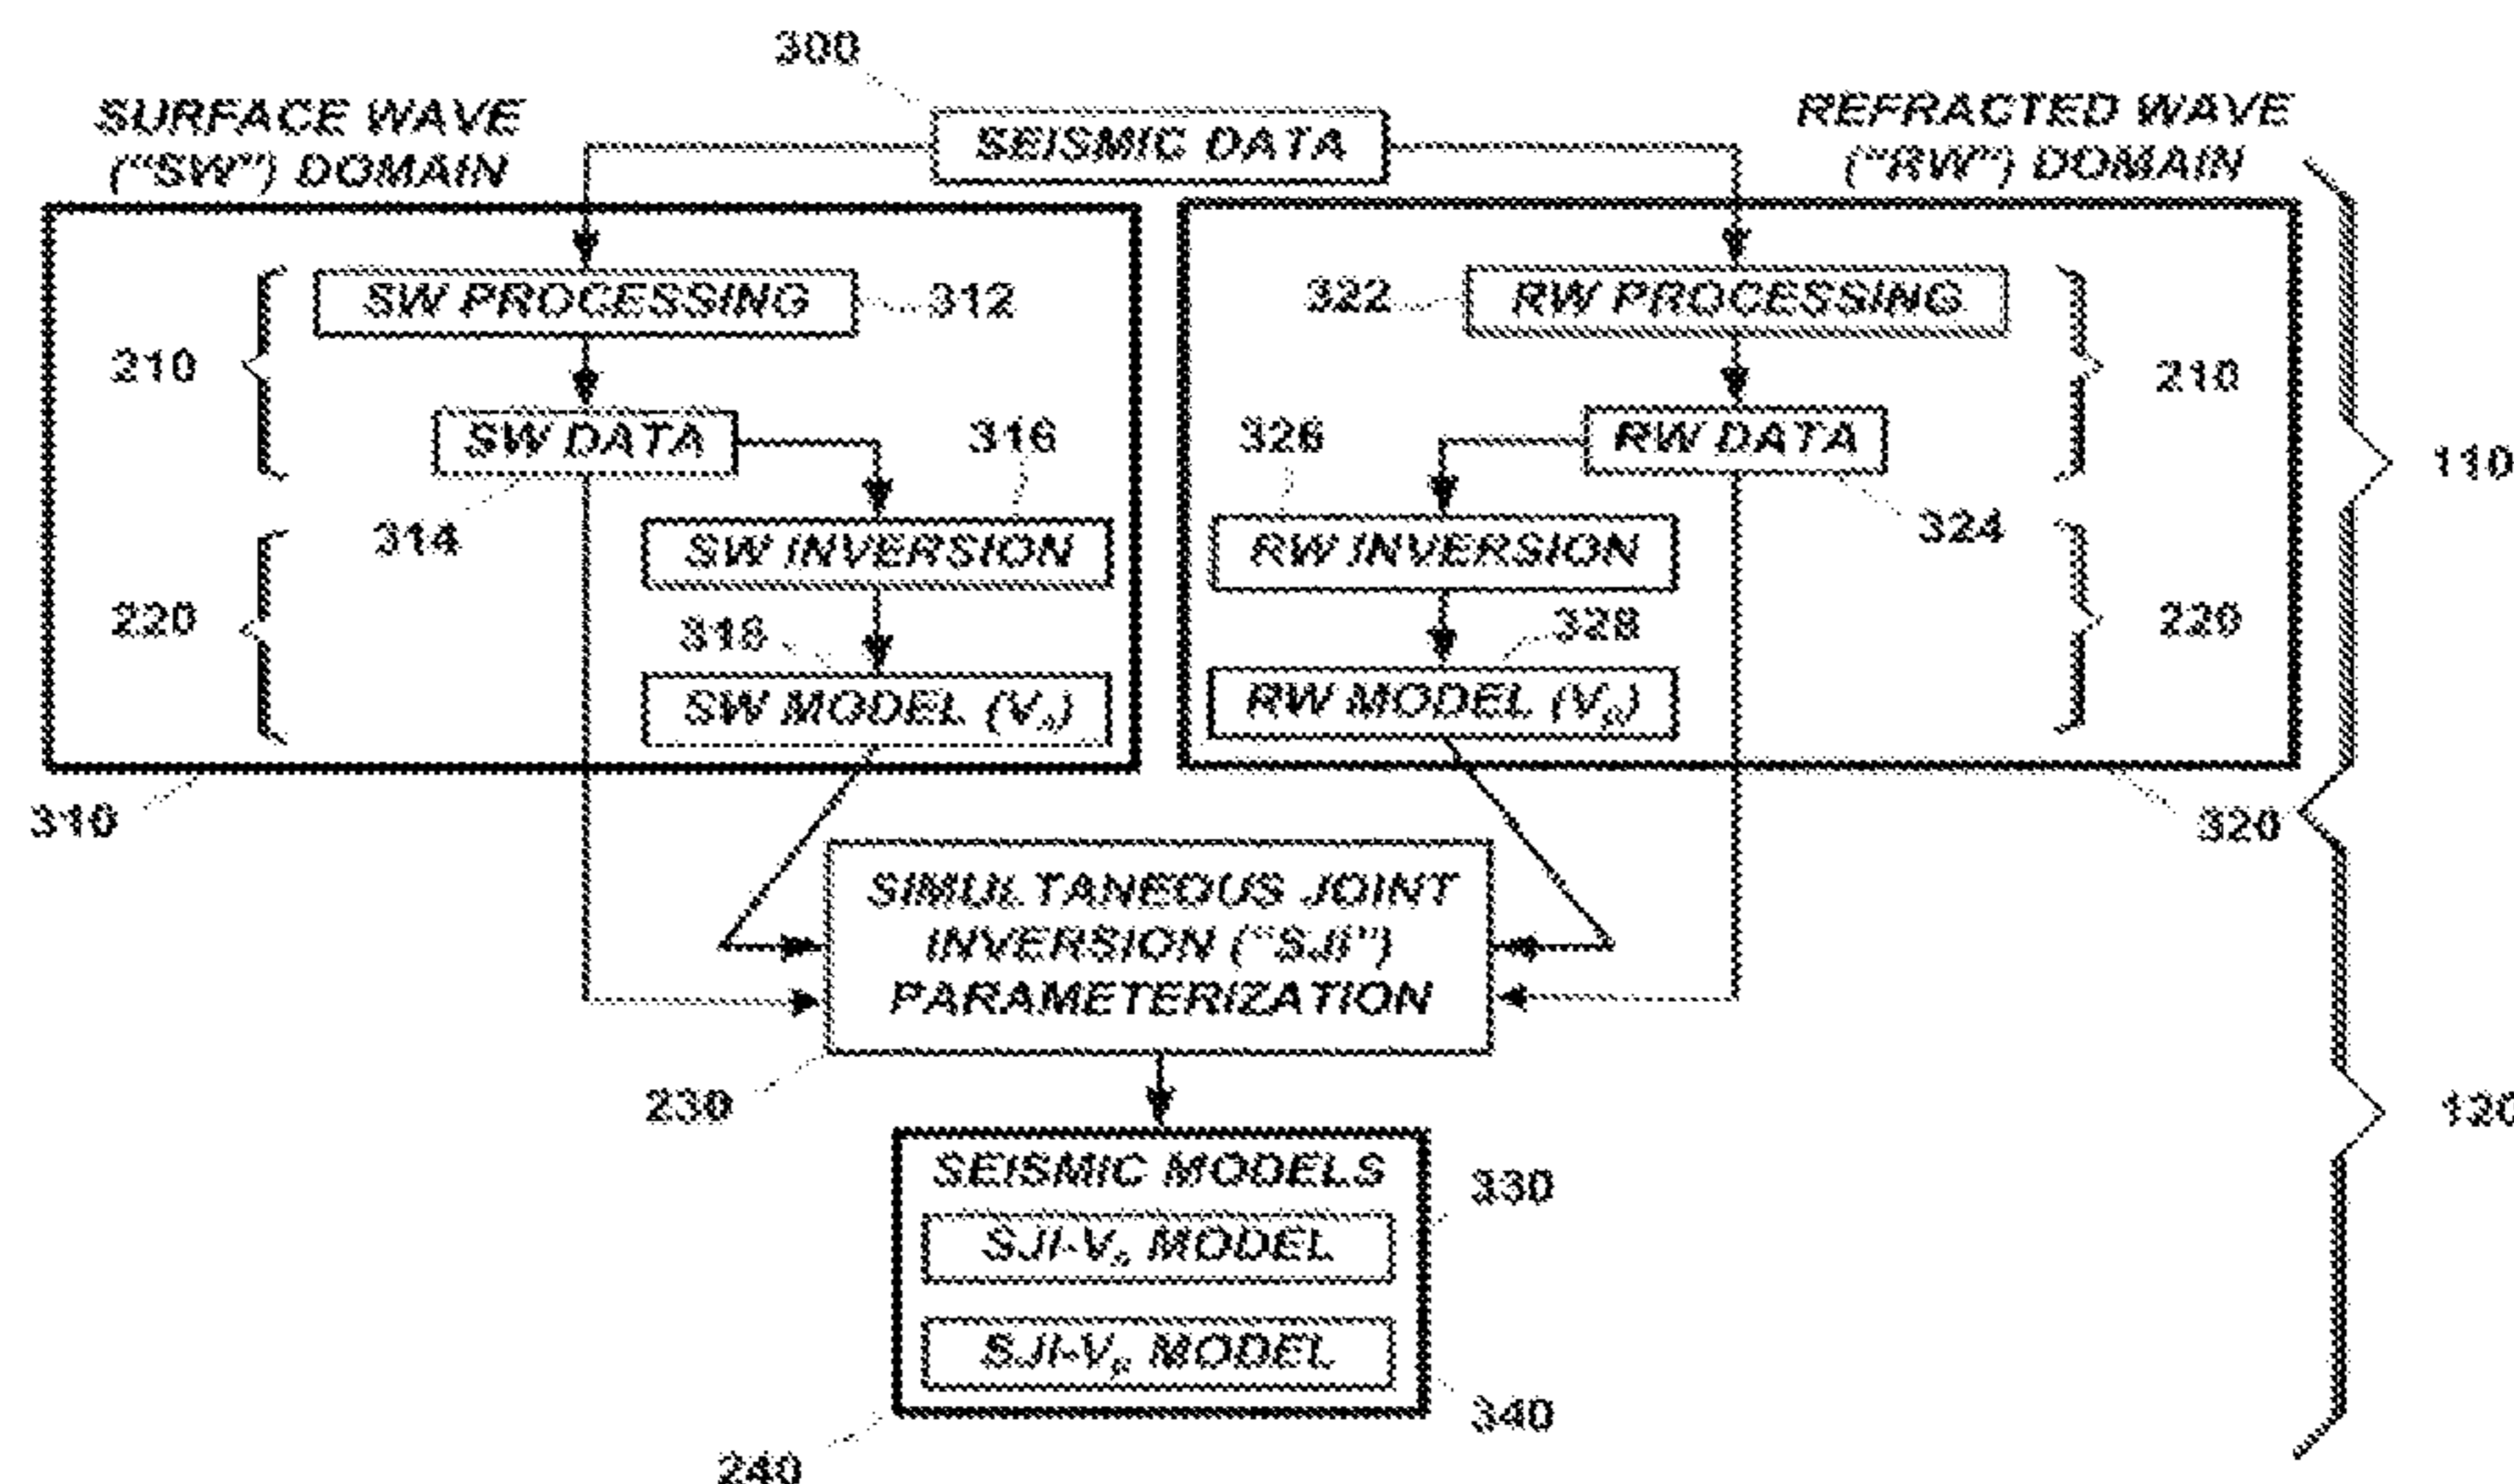 300
SURFACE WAVE
("SW") DOMAIN
SEISMIC DATA
REFRACTED WAVE
("RW") DOMAIN
SW PROCESSING
312
322
RW PROCESSING
210
210
SW DATA
316
326
RW DATA
110
314
SW INVERSION
RW INVERSION
324
220
318
328
220
SW MODEL (Vs)
RW MODEL (VR)
310
320
SIMULTANEOUS JOINT
INVERSION ("SJI")
PARAMETERIZATION
230
120
SEISMIC MODELS
330
SJI-Vs MODEL
SJI-VR MODEL
340
240